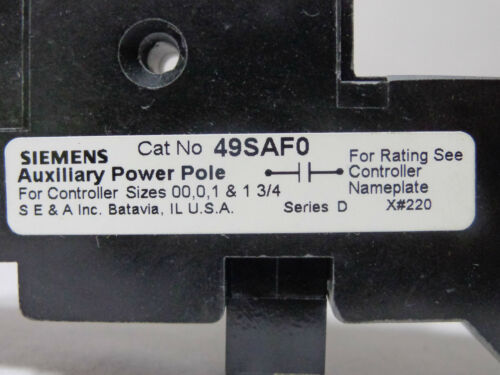 SIEMENS Cat No 49SAF0
Auxiliary Power Pole For Rating See
For Controller Sizes 00,0,1 & 1 3/4 Controller
Nameplate
S E & A Inc. Batavia, IL U.S.A. Series D X#220